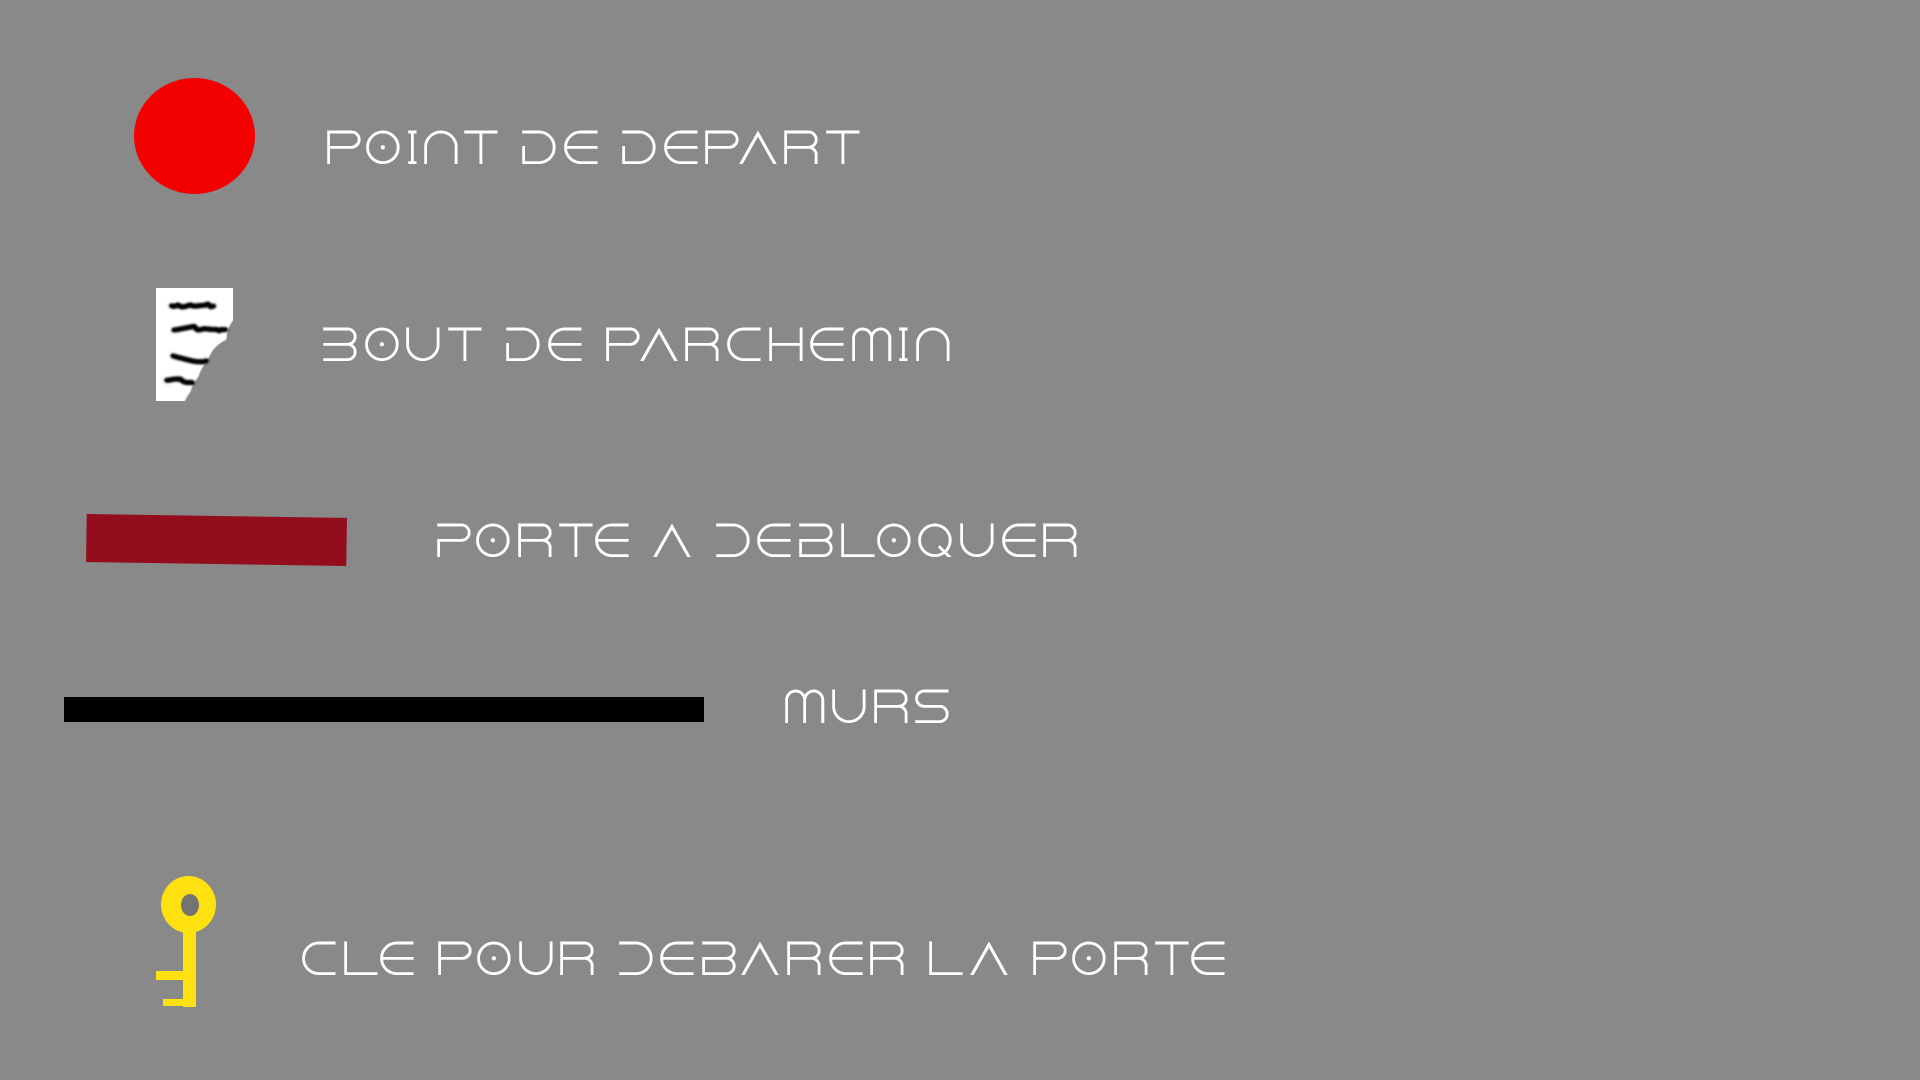 POINT DE DEPART
BOUT DE PARCHEMIN
PORTE A DEBLOQUER
MURS
CLE POUR DEBARER LA PORTE